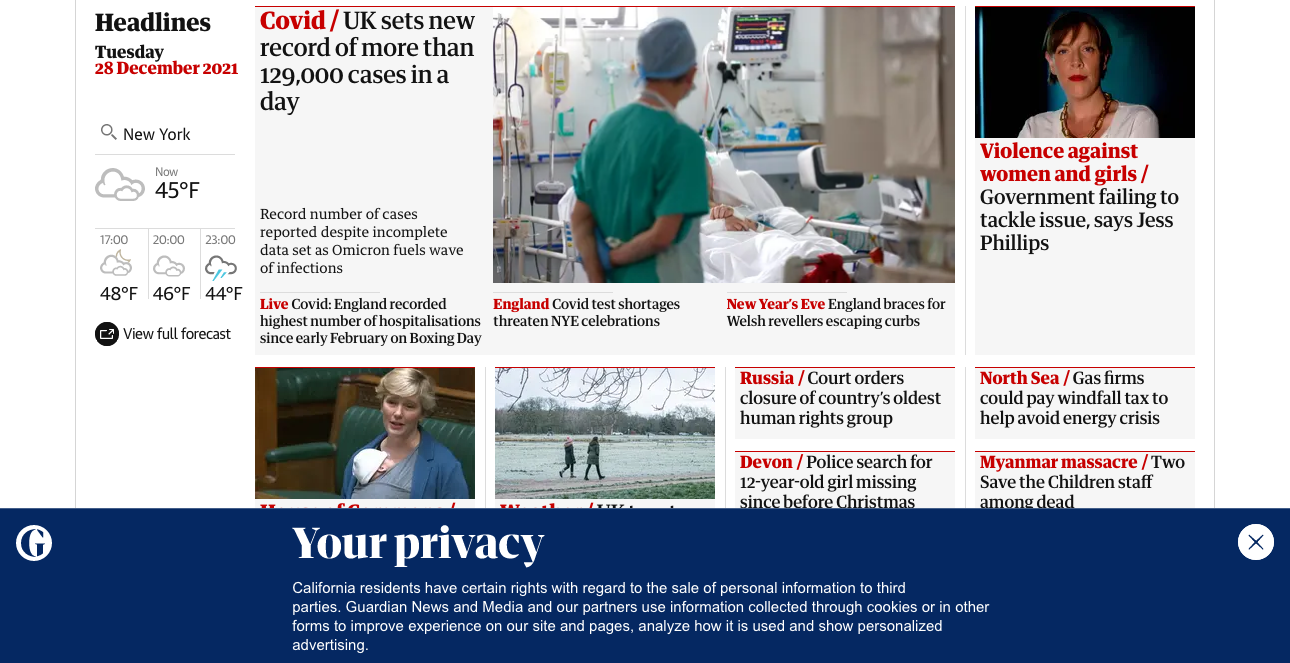 Headlines
Tuesday
28 December 2021
New York
Now
45°F
17:00
20:00
23:00
48°F
46°F
44°F
View full forecast
Covid / UK sets new
record of more than
129,000 cases in a
day
Record number of cases
reported despite incomplete
data set as Omicron fuels wave
of infections
Live Covid: England recorded
highest number of hospitalisations
since early February on Boxing Day
England Covid test shortages
threaten NYE celebrations
New Year's Eve England braces for
Welsh revellers escaping curbs
Violence against
women and girls /
Government failing to
tackle issue, says Jess
Phillips
Russia / Court orders
closure of country's oldest
human rights group
North Sea / Gas firms
could pay windfall tax to
help avoid energy crisis
Devon / Police search for
12-year-old girl missing
since before Christmas
Myanmar massacre / Two
Save the Children staff
among dead
House of Commons /
Your privacy
California residents have certain rights with regard to the sale of personal information to third
parties. Guardian News and Media and our partners use information collected through cookies or in other
forms to improve experience on our site and pages, analyze how it is used and show personalized
advertising.